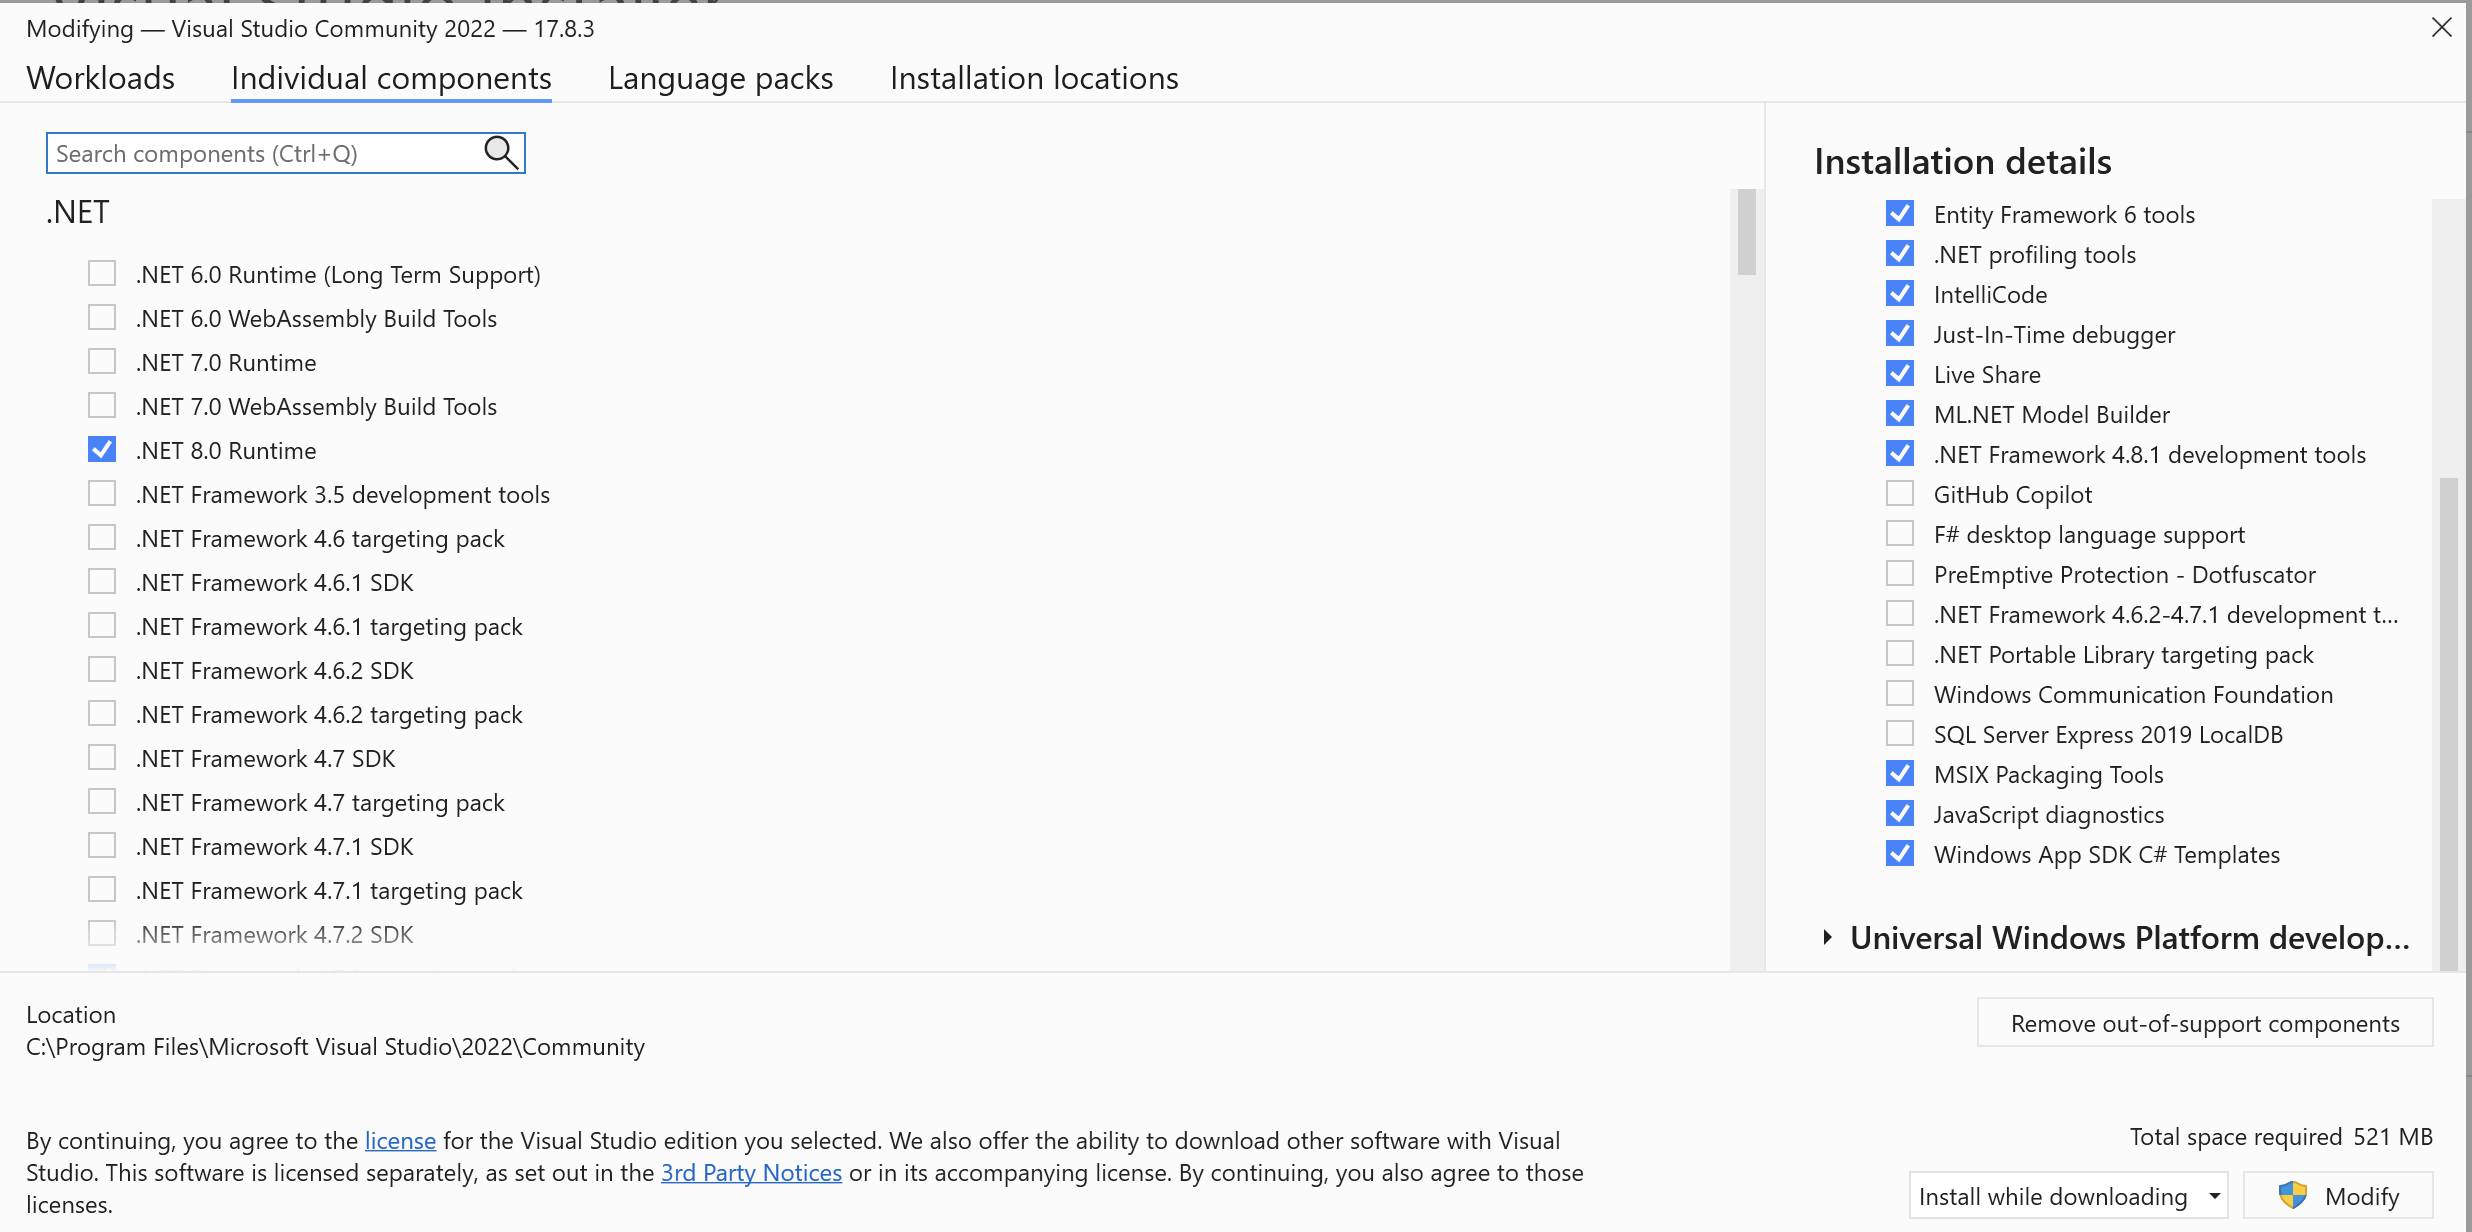 Modifying — Visual Studio Community 2022 — 17.8.3
Workloads
Individual components
Language packs
Installation locations
Search components (Ctrl+Q)
.NET
.NET 6.0 Runtime (Long Term Support)
.NET 6.0 WebAssembly Build Tools
.NET 7.0 Runtime
.NET 7.0 WebAssembly Build Tools
.NET 8.0 Runtime
.NET Framework 3.5 development tools
.NET Framework 4.6 targeting pack
.NET Framework 4.6.1 SDK
.NET Framework 4.6.1 targeting pack
.NET Framework 4.6.2 SDK
.NET Framework 4.6.2 targeting pack
.NET Framework 4.7 SDK
.NET Framework 4.7 targeting pack
.NET Framework 4.7.1 SDK
.NET Framework 4.7.1 targeting pack
.NET Framework 4.7.2 SDK
Installation details
Entity Framework 6 tools
.NET profiling tools
IntelliCode
Just-In-Time debugger
Live Share
ML.NET Model Builder
.NET Framework 4.8.1 development tools
GitHub Copilot
F# desktop language support
PreEmptive Protection - Dotfuscator
.NET Framework 4.6.2-4.7.1 development t...
.NET Portable Library targeting pack
Windows Communication Foundation
SQL Server Express 2019 LocalDB
MSIX Packaging Tools
JavaScript diagnostics
Windows App SDK C# Templates
Universal Windows Platform develop...
Location
C:\Program Files\Microsoft Visual Studio\2022\Community
Remove out-of-support components
By continuing, you agree to the license for the Visual Studio edition you selected. We also offer the ability to download other software with Visual
Studio. This software is licensed separately, as set out in the 3rd Party Notices or in its accompanying license. By continuing, you also agree to those
licenses.
Total space required 521 MB
Install while downloading
Modify